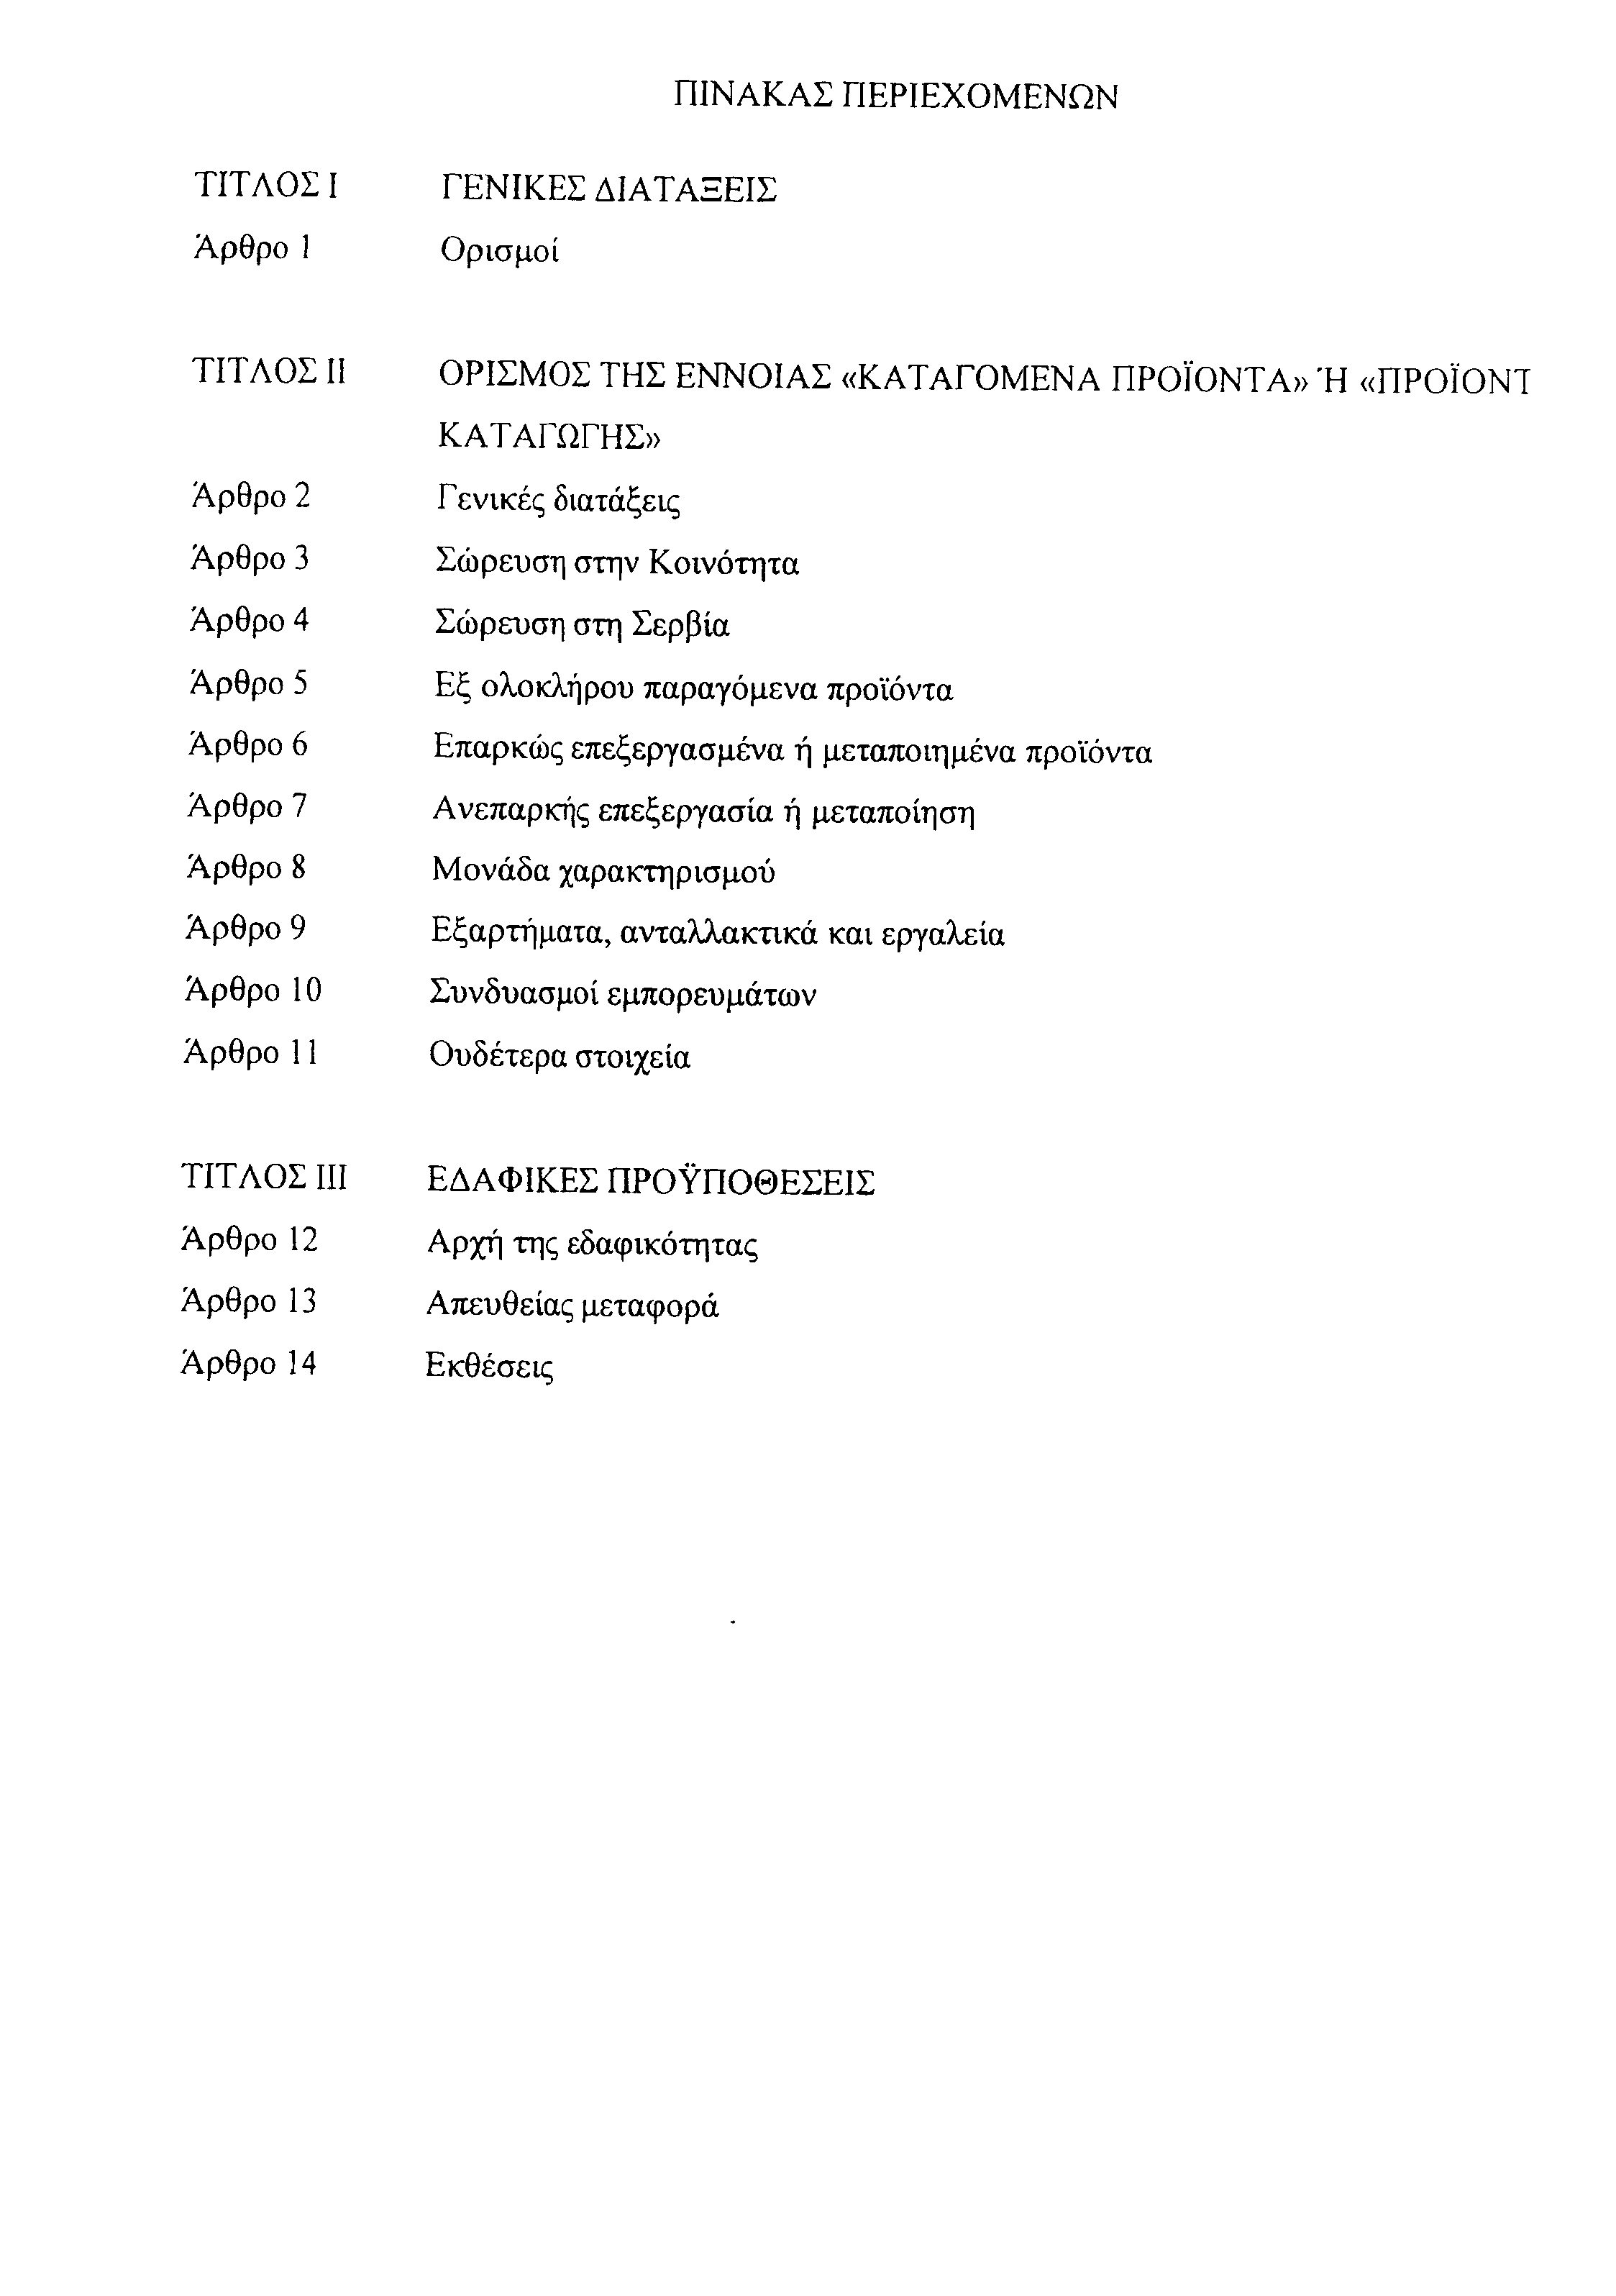 ΠΙΝΑΚΑΣ ΠΕΡΙΕΧΟΜΕΝΩΝ
ΤΙΤΛΟΣ Ι ΓΕΝΙΚΕΣ ΔΙΑΤΑΞΕΙΣ
Άρθρο 1 Ορισμοί
ΤΙΤΛΟΣ ΙΙ ΟΡΙΣΜΟΣ ΤΗΣ ΕΝΝΟΙΑΣ «ΚΑΤΑΓΟΜΕΝΑ ΠΡΟΪΟΝΤΑ» Ή «ΠΡΟΪΟΝΤ
ΚΑΤΑΓΩΓΗΣ»
Άρθρο 2 Γενικές διατάξεις
Άρθρο 3 Σώρευση στην Κοινότητα
Άρθρο 4 Σώρευση στη Σερβία
Άρθρο 5 Εξ ολοκλήρου παραγόμενα προϊόντα
Άρθρο 6 Επαρκώς επεξεργασμένα ή μεταποιημένα προϊόντα
Άρθρο 7 Ανεπαρκής επεξεργασία ή μεταποίηση
Άρθρο 8 Μονάδα χαρακτηρισμού
Άρθρο 9 Εξαρτήματα, ανταλλακτικά και εργαλεία
Άρθρο 10 Συνδυασμοί εμπορευμάτων
Άρθρο 11 Ουδέτερα στοιχεία
ΤΙΤΛΟΣ ΙΙΙ ΕΔΑΦΙΚΕΣ ΠΡΟΫΠΟΘΕΣΕΙΣ
Άρθρο 12 Αρχή της εδαφικότητας
Άρθρο 13 Απευθείας μεταφορά
Άρθρο 14 Εκθέσεις